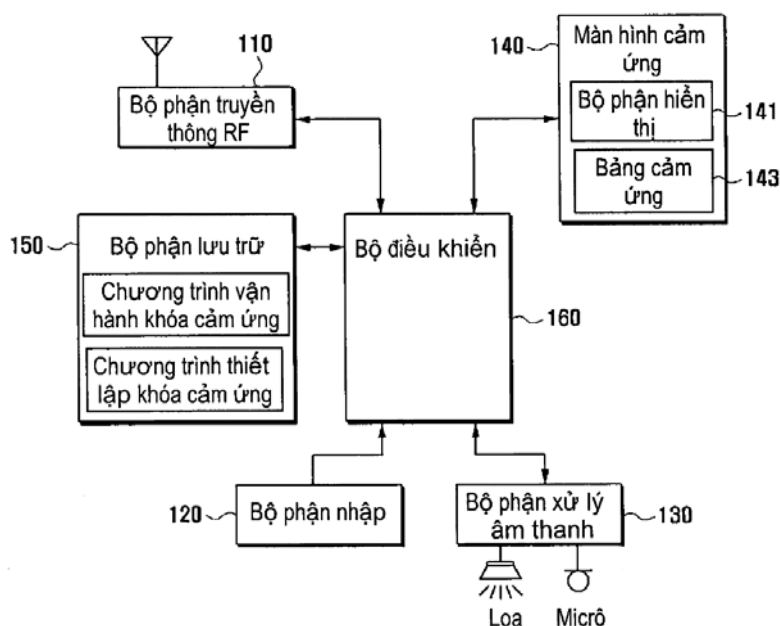 110
Bộ phận truyền
thông RF
140
Màn hình cảm
ứng
Bộ phận hiển
thị
141
Bảng cảm
ứng
143
150
Bộ phận lưu trữ
Chương trình vận
hành khóa cảm ứng
Chương trình thiết
lập khóa cảm ứng
Bộ điều khiển
160
120
Bộ phận nhập
Bộ phận xử lý
âm thanh
130
Loa
Micrô